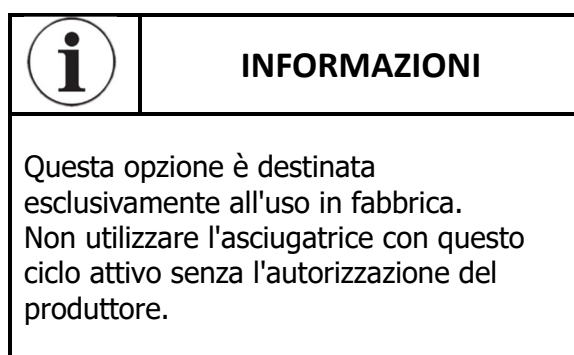 INFORMAZIONI
Questa opzione è destinata
esclusivamente all'uso in fabbrica.
Non utilizzare l'asciugatrice con questo
ciclo attivo senza l'autorizzazione del
produttore.